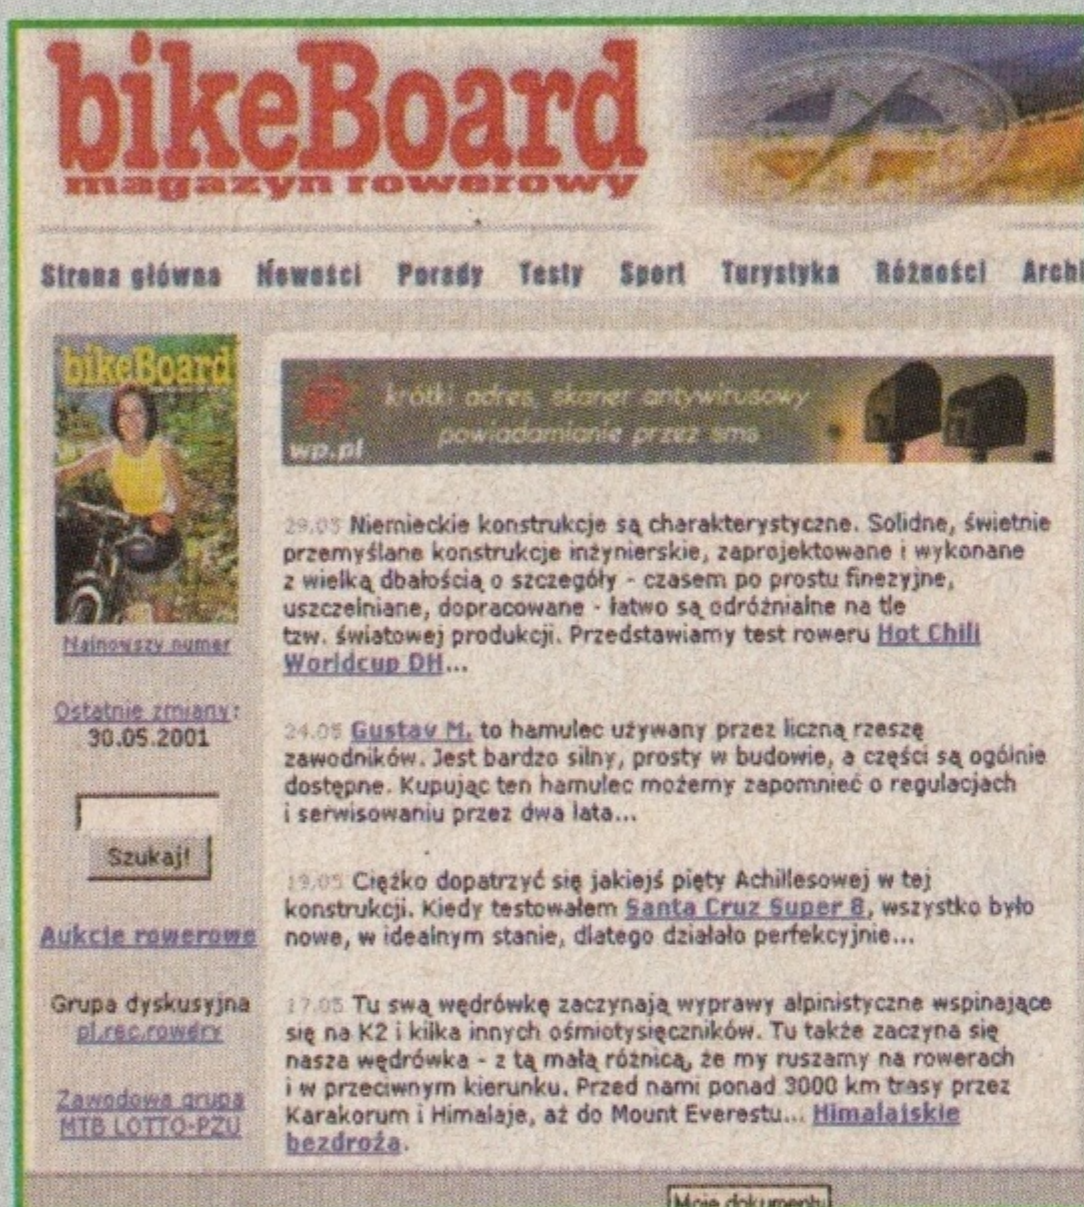 bikeBoard
magazyn rowerowy
Strona główna Nowości Porady Testy Sport Turystyka Różności Archi
bikeBoard
Najnowszy numer
Ostatnie zmiany:
30.05.2001
Szukaj!
Aukcje rowerowe
Grupa dyskusyjna
pl.rec.rowery
Zawodowa grupa
MTB LOTTO-PZU
krótki adres, skaner antywirusowy
powiadamianie przez sms
wp.pl
29.05 Niemieckie konstrukcje są charakterystyczne. Solidne, świetnie
przemyślane konstrukcje inżynierskie, zaprojektowane i wykonane
z wielką dbałością o szczegóły - czasem po prostu finezyjne,
uszczelniane, dopracowane - łatwo są odróżnialne na tle
tzw. światowej produkcji. Przedstawiamy test roweru Hot Chili
Worldcup DH...
24.05 Gustav M. to hamulec używany przez liczną rzeszę
zawodników. Jest bardzo silny, prosty w budowie, a części są ogólnie
dostępne. Kupując ten hamulec możemy zapomnieć o regulacjach
i serwisowaniu przez dwa lata...
19.05 Ciężko dopatrzyć się jakiejś pięty Achillesowej w tej
konstrukcji. Kiedy testowałem Santa Cruz Super 8, wszystko było
nowe, w idealnym stanie, dlatego działało perfekcyjnie...
17.05 Tu swą wędrówkę zaczynają wyprawy alpinistyczne wspinające
się na K2 i kilka innych ośmiotysięczników. Tu także zaczyna się
nasza wędrówka - z tą małą różnicą, że my ruszamy na rowerach
i w przeciwnym kierunku. Przed nami ponad 3000 km trasy przez
Karakorum i Himalaje, aż do Mount Everestu... Himalajskie
bezdroża.
Moje dokumenty